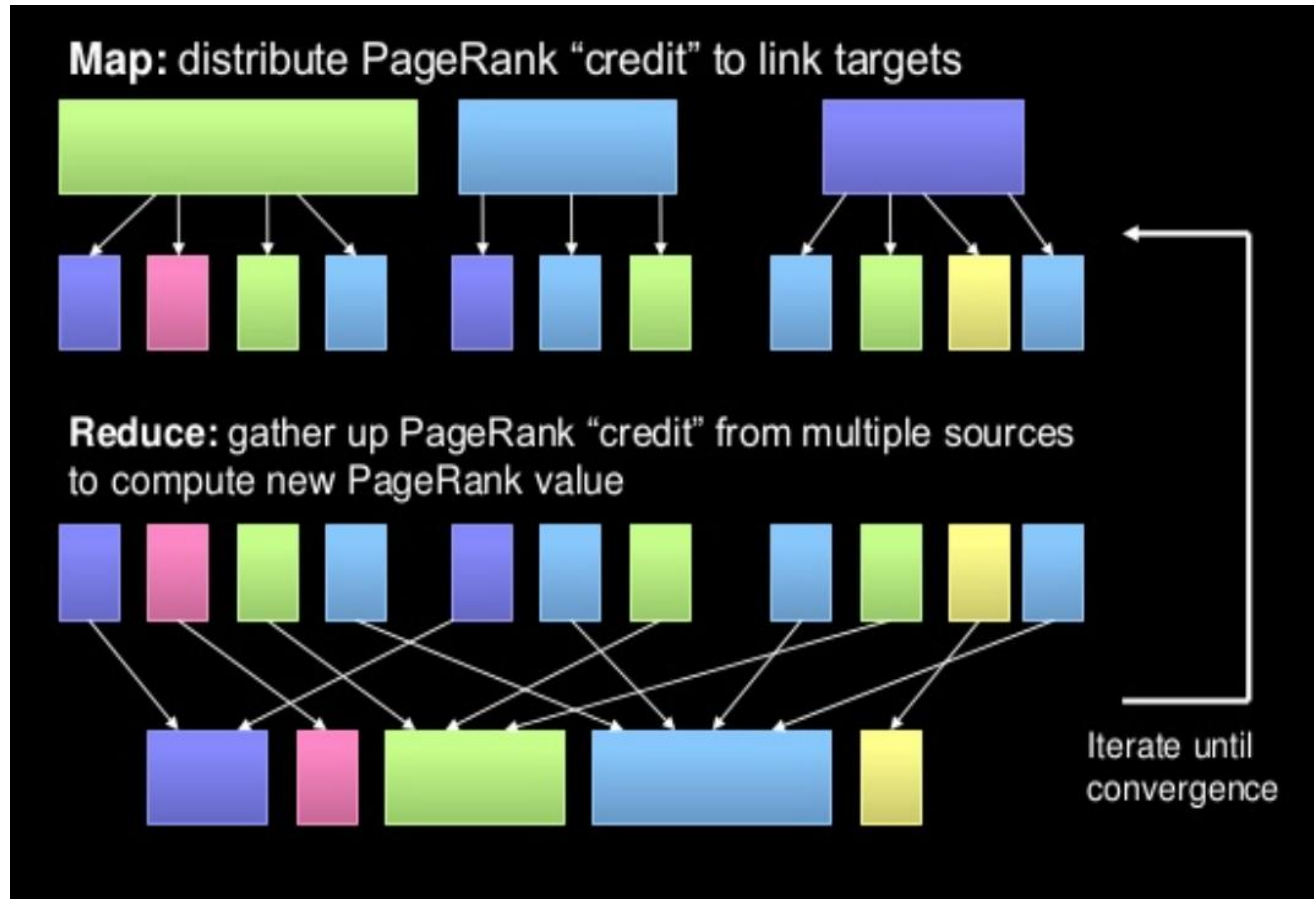 Map: distribute PageRank “credit” to link targets
Reduce: gather up PageRank “credit” from multiple sources
to compute new PageRank value
Iterate until
convergence